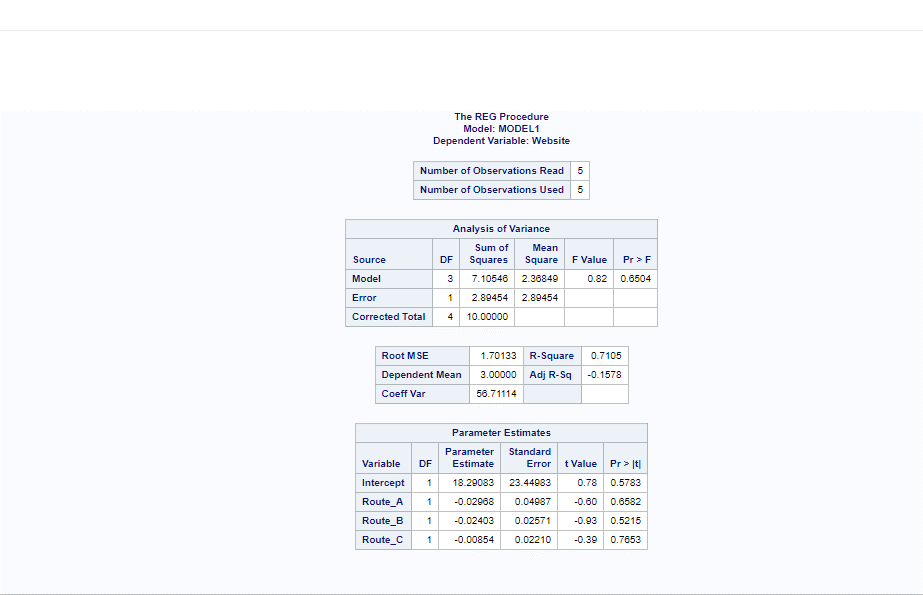 The REG Procedure
Model: MODEL1
Dependent Variable: Website
Number of Observations Read 5
Number of Observations Used 5
Analysis of Variance
Source DF Sum of Squares Mean Square F Value Pr > F
Model 3 7.10546 2.36849 0.82 0.6504
Error 1 2.89454 2.89454
Corrected Total 4 10.00000
Root MSE 1.70133 R-Square 0.7105
Dependent Mean 3.00000 Adj R-Sq -0.1578
Coeff Var 56.71114
Parameter Estimates
Variable DF Parameter Estimate Standard Error t Value Pr > |t|
Intercept 1 18.29083 23.44983 0.78 0.5783
Route_A 1 -0.02968 0.04987 -0.60 0.6582
Route_B 1 -0.02403 0.02571 -0.93 0.5215
Route_C 1 -0.00854 0.02210 -0.39 0.7653